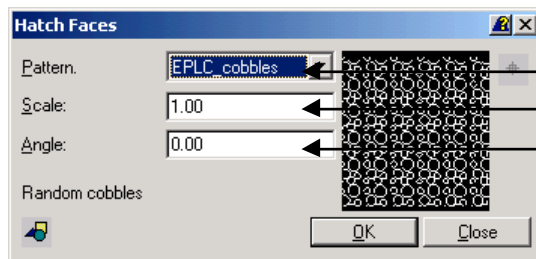 Hatch Faces
Pattern. EPLC_cobbles
Scale: 1.00
Angle: 0.00
Random cobbles
OK Close